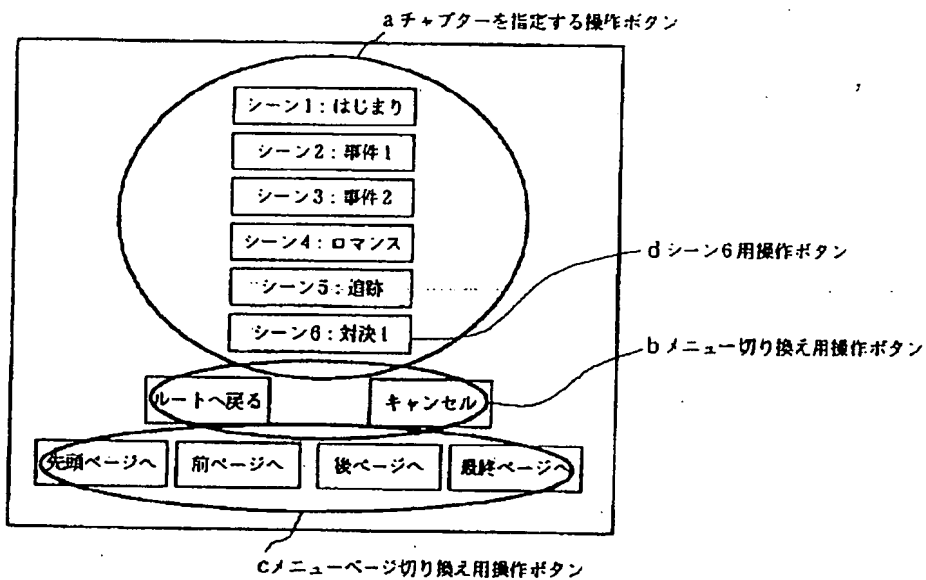 aチャプターを指定する操作ボタン
シーン1:はじまり
シーン2:事件1
シーン3:事件2
シーン4:ロマンス
シーン5:追跡
シーン6:対決1
dシーン6用操作ボタン
bメニュー切り換え用操作ボタン
ルートへ戻る キャンセル
先頭ページへ 前ページへ 後ページへ 最終ページへ
cメニューページ切り換え用操作ボタン